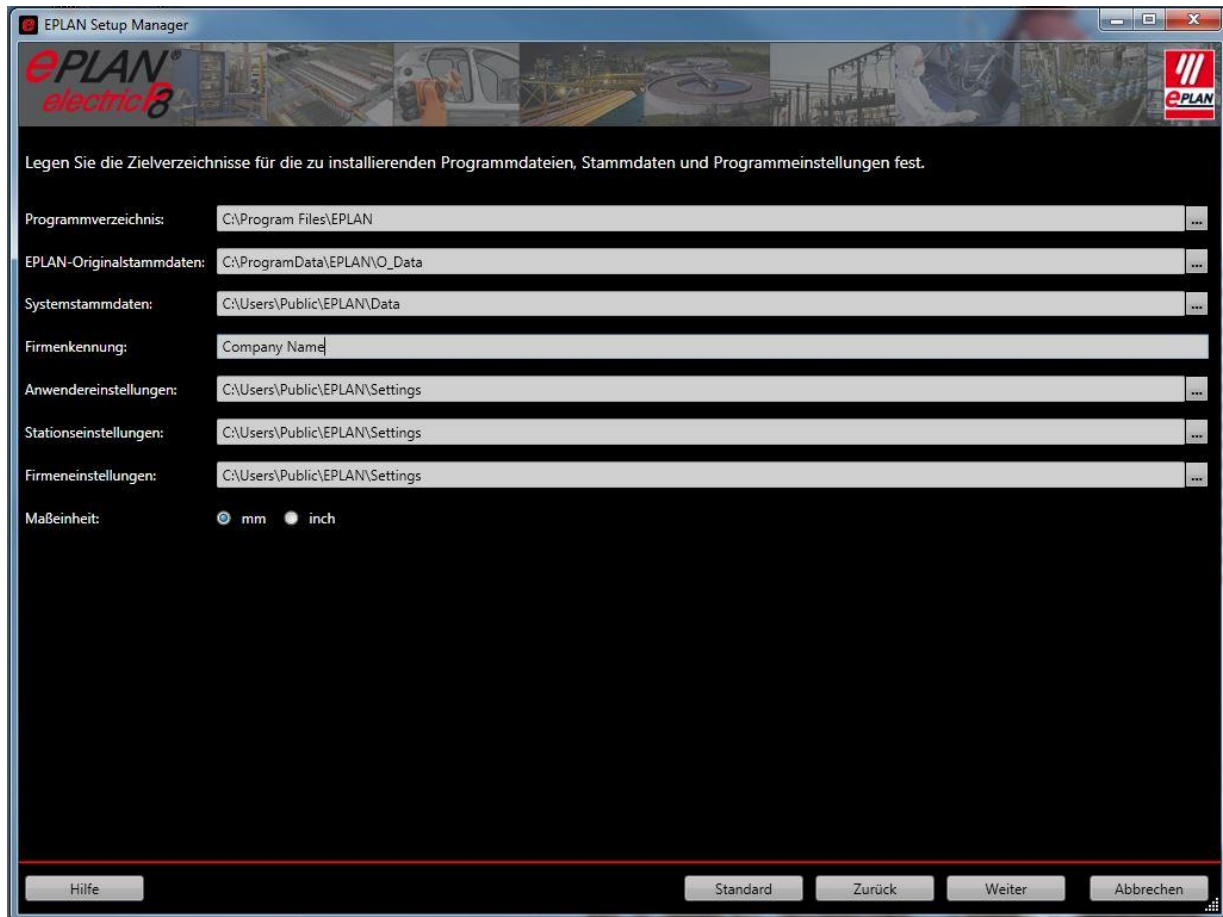 EPLAN Setup Manager
ePLAN®
electric P8
ePLAN
Legen Sie die Zielverzeichnisse für die zu installierenden Programmdateien, Stammdaten und Programmeinstellungen fest.
Programmverzeichnis: C:\Program Files\EPLAN ...
EPLAN-Originalstammdaten: C:\ProgramData\EPLAN\O_Data ...
Systemstammdaten: C:\Users\Public\EPLAN\Data ...
Firmenkennung: Company Name
Anwendereinstellungen: C:\Users\Public\EPLAN\Settings ...
Stationseinstellungen: C:\Users\Public\EPLAN\Settings ...
Firmeneinstellungen: C:\Users\Public\EPLAN\Settings ...
Maßeinheit: mm inch
Hilfe Standard Zurück Weiter Abbrechen